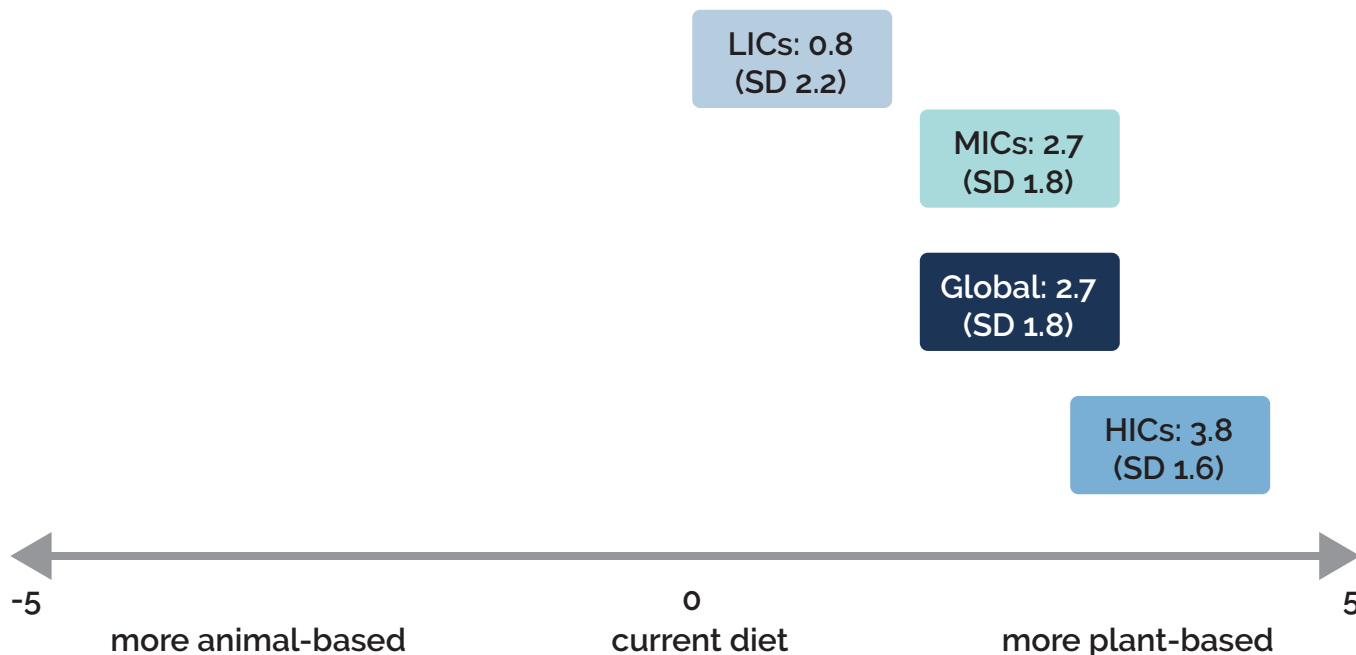 LICs: 0.8
(SD 2.2)
MICs: 2.7
(SD 1.8)
Global: 2.7
(SD 1.8)
HICs: 3.8
(SD 1.6)
-5 0 5
more animal-based current diet more plant-based